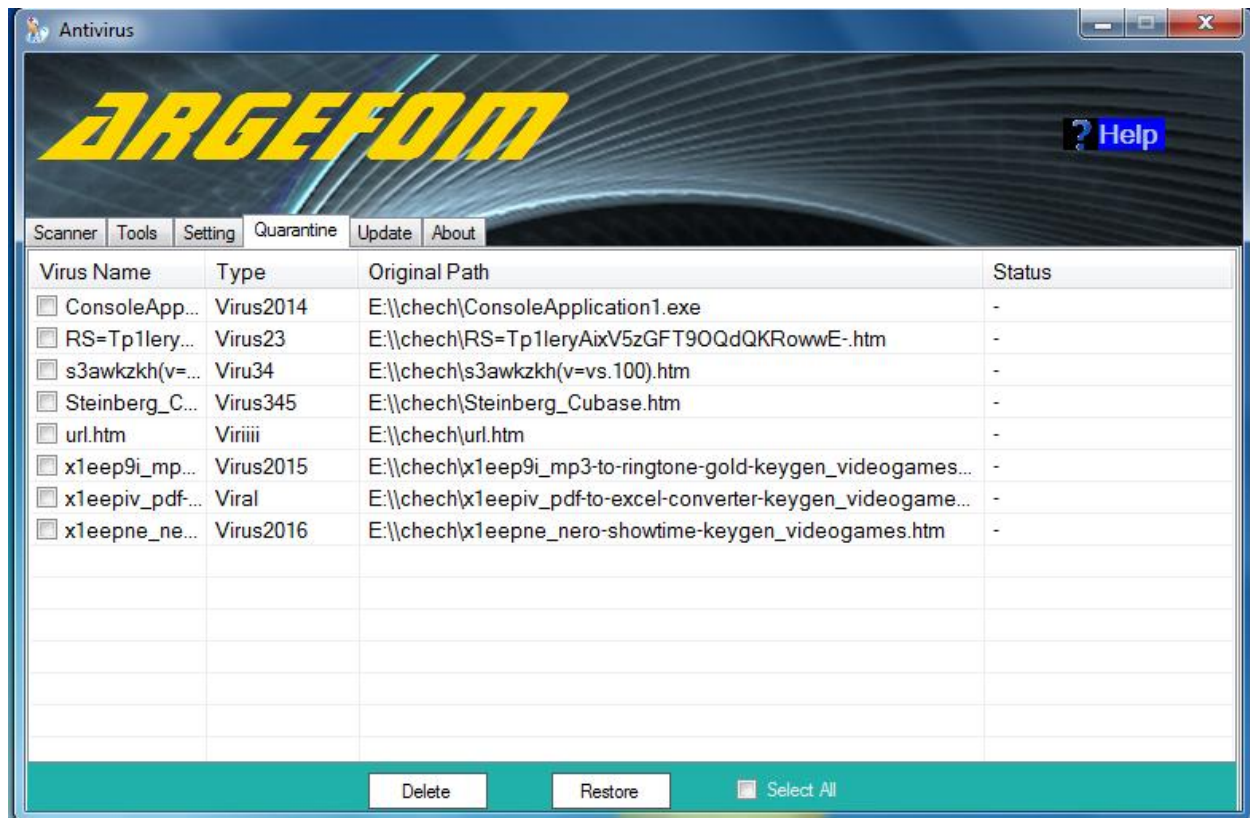 Antivirus
ARGEFOM
? Help
Scanner Tools Setting Quarantine Update About
Virus Name Type Original Path Status
ConsoleApp... Virus2014 E:\\chech\ConsoleApplication1.exe -
RS=Tp1lery... Virus23 E:\\chech\RS=Tp1leryAixV5zGFT9OQdQKRowwE-.htm -
s3awkzkh(v=... Viru34 E:\\chech\s3awkzkh(v=vs.100).htm -
Steinberg_C... Virus345 E:\\chech\Steinberg_Cubase.htm -
url.htm Viriiii E:\\chech\url.htm -
x1eep9i_mp... Virus2015 E:\\chech\x1eep9i_mp3-to-ringtone-gold-keygen_videogames... -
x1eepiv_pdf-... Viral E:\\chech\x1eepiv_pdf-to-excel-converter-keygen_videogame... -
x1eepne_ne... Virus2016 E:\\chech\x1eepne_nero-showtime-keygen_videogames.htm -
Delete Restore Select All